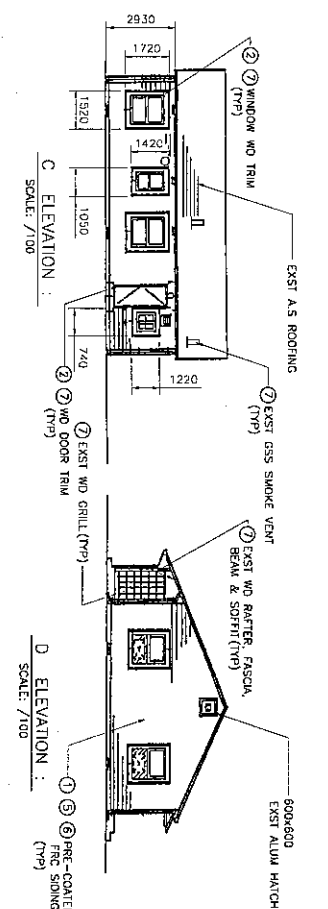 2930
1720
1520
1420
1050
② ⑦ WINDOW WD TRIM
(TYP)
EXST A.S ROOFING
⑦ EXST GSS SMOKE VENT
(TYP)
1220
740
② ⑦ WD DOOR TRIM
(TYP)
C ELEVATION :
SCALE: /100
⑦ EXST WD GRILL (TYP)
⑦ EXST WD RAFTER, FASCIA,
BEAM & SOFFIT (TYP)
600x600
EXST ALUM HATCH
① ⑤ ⑥ PRE-COATE
FRC SIDING
(TYP)
D ELEVATION :
SCALE: /100